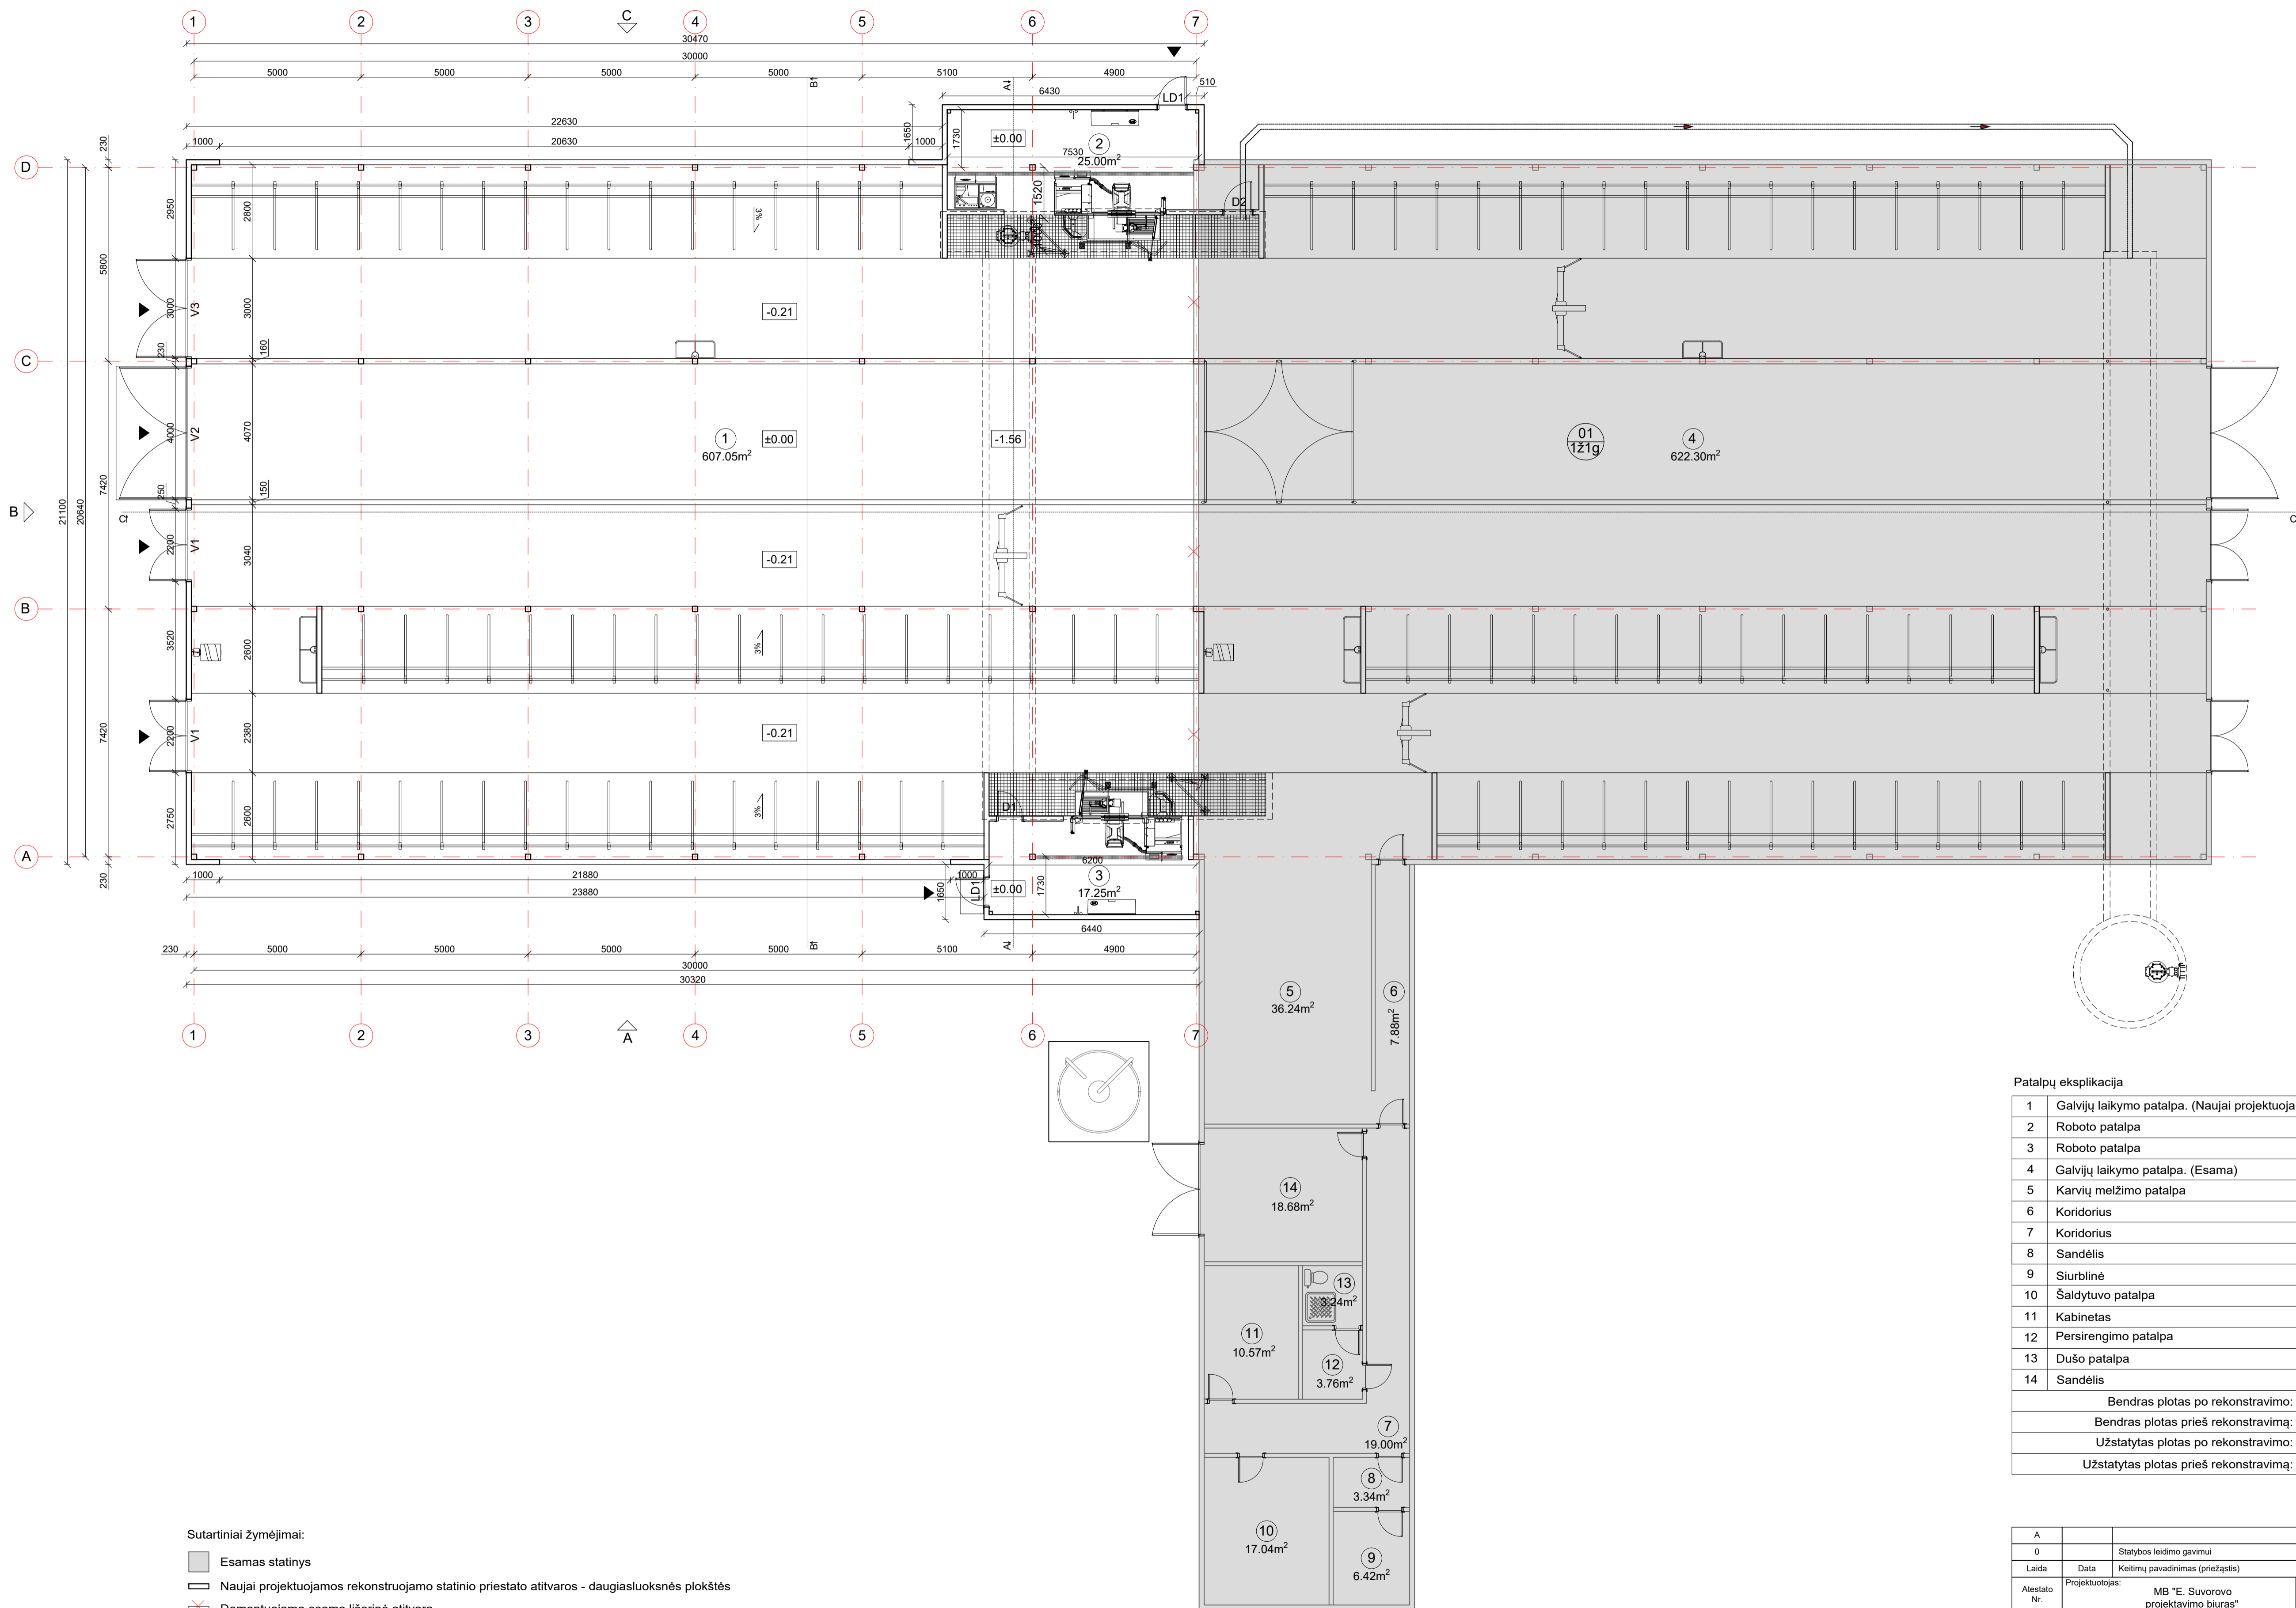 1 2 3 C 4 5 6 7
30470
30000
5000 5000 5000 5000 5100 4900
B1 A1
6430 LD1 510
22630
1000 20630 1000
1650 1730 ±0.00 2
7530 25.00m²
230
D
2950 2800 3% 1520 D2
5800
V3 3000 3000 -0.21
230 160
C
V2 4000 4070
1 ±0.00 -1.56
607.05m²
01 4
1ž1g 622.30m²
7420 250 150
B 21100 20640 C1
V1 2200 3040 -0.21
B
3520 2600 3%
7420
V1 2200 2380 -0.21
2750 2600 3% D1
A
6200
230 1000 21880 1000
23880
1650 LD1 ±0.00 1730 3
17.25m²
6440
230 5000 5000 5000 5000 5100 4900
B1 A1
30000
30320
1 2 3 A 4 5 6 7
5
36.24m²
6
7.88m²
14
18.68m²
13
3.24m²
11
10.57m²
12
3.76m²
7
19.00m²
8
3.34m²
10
17.04m²
9
6.42m²
Patalpų eksplikacija
1 Galvijų laikymo patalpa. (Naujai projektuoja
2 Roboto patalpa
3 Roboto patalpa
4 Galvijų laikymo patalpa. (Esama)
5 Karvių melžimo patalpa
6 Koridorius
7 Koridorius
8 Sandėlis
9 Siurblinė
10 Šaldytuvo patalpa
11 Kabinetas
12 Persirengimo patalpa
13 Dušo patalpa
14 Sandėlis
Bendras plotas po rekonstravimo:
Bendras plotas prieš rekonstravimą:
Užstatytas plotas po rekonstravimo:
Užstatytas plotas prieš rekonstravimą:
Sutartiniai žymėjimai:
Esamas statinys
Naujai projektuojamos rekonstruojamo statinio priestato atitvaros - daugiasluoksnės plokštės
A
0 Statybos leidimo gavimui
Laida Data Keitimų pavadinimas (priežąstis)
Atestato Nr.
Projektuotojas:
MB "E. Suvorovo
projektavimo biuras"